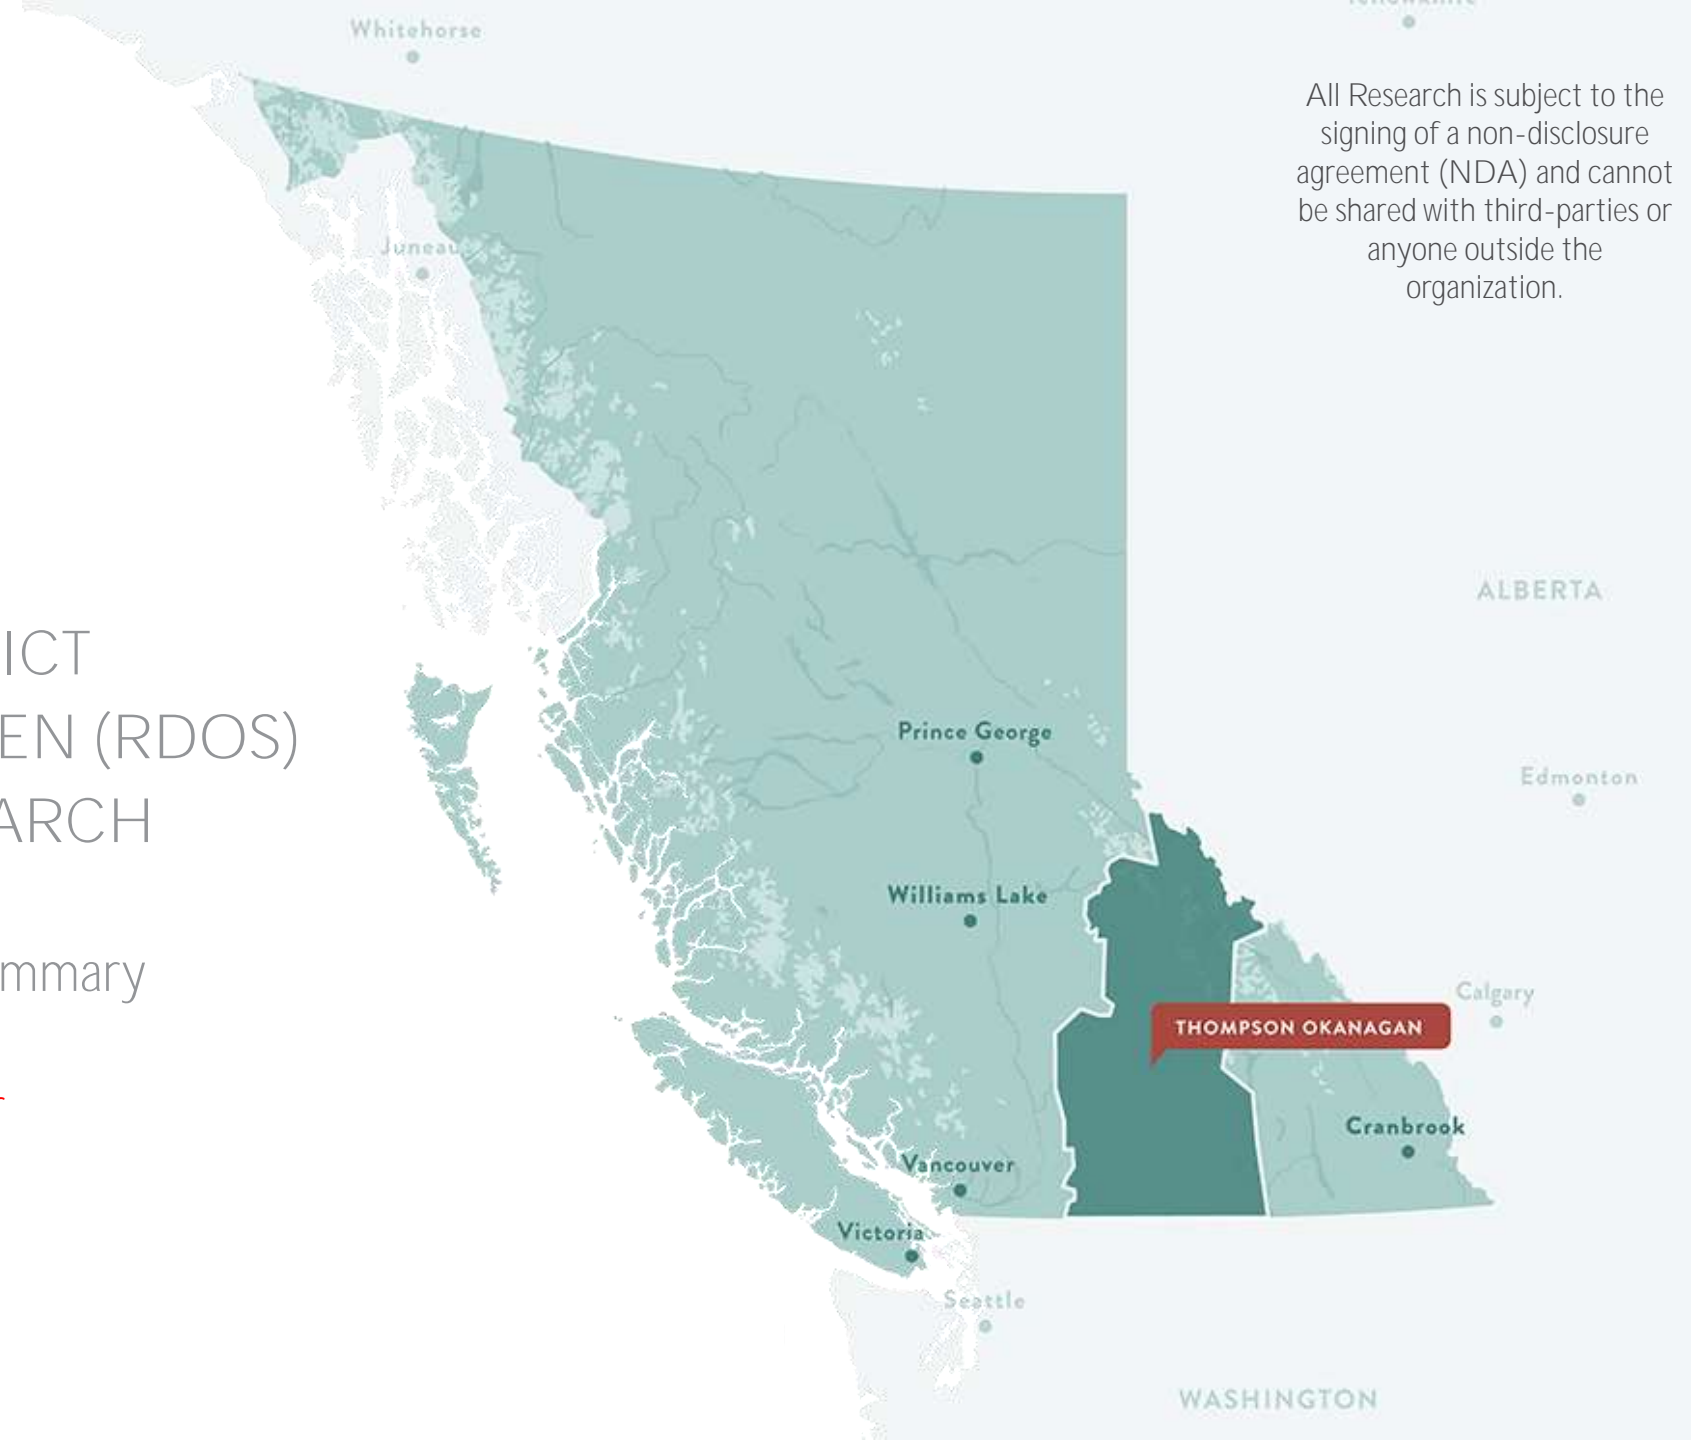 Whitehorse
All Research is subject to the
signing of a non-disclosure
agreement (NDA) and cannot
be shared with third-parties or
anyone outside the
organization.
Juneau
ALBERTA
ICT
EN (RDOS)
ARCH
Prince George
Edmonton
Williams Lake
mmary
Calgary
THOMPSON OKANAGAN
Cranbrook
Vancouver
Victoria
Seattle
WASHINGTON